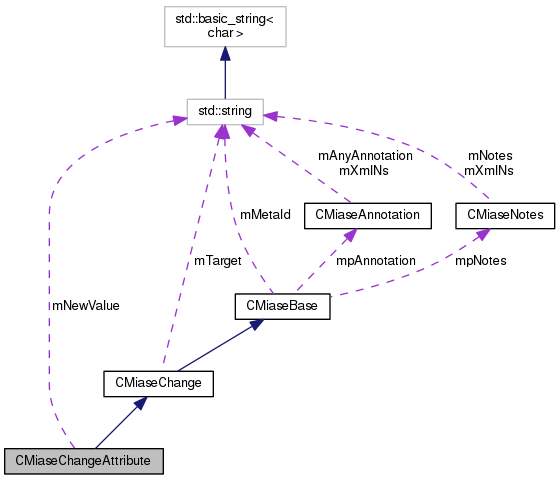 std::basic_string<
char >
std::string
mAnyAnnotation
mXmlNs
mNotes
mXmlNs
CMiaseAnnotation
CMiaseNotes
mMetaId
mTarget
mpAnnotation
mpNotes
mNewValue
CMiaseBase
CMiaseChange
CMiaseChangeAttribute